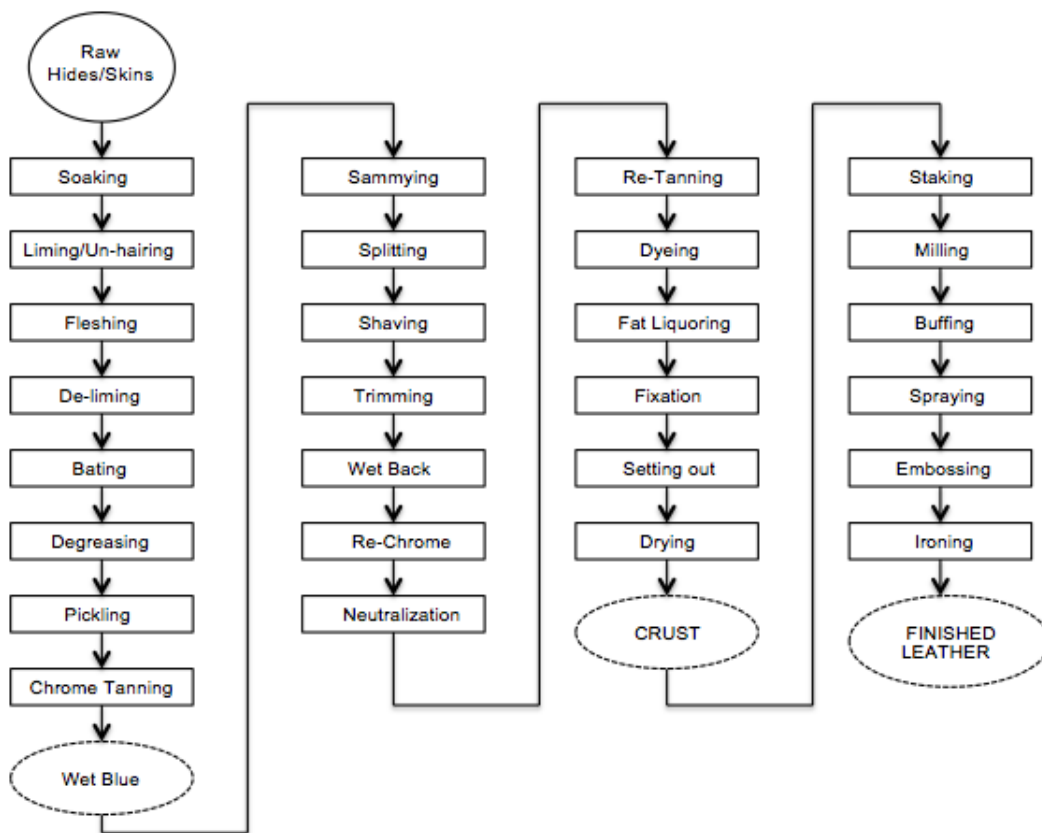 Raw
Hides/Skins
Soaking
Liming/Un-hairing
Fleshing
De-liming
Bating
Degreasing
Pickling
Chrome Tanning
Wet Blue
Sammying
Splitting
Shaving
Trimming
Wet Back
Re-Chrome
Neutralization
Re-Tanning
Dyeing
Fat Liquoring
Fixation
Setting out
Drying
CRUST
Staking
Milling
Buffing
Spraying
Embossing
Ironing
FINISHED
LEATHER